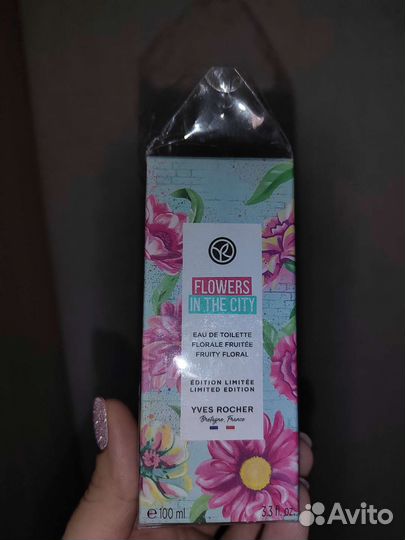 YR
FLOWERS
IN THE CITY
EAU DE TOILETTE
FLORALE FRUITÉE
FRUITY FLORAL
ÉDITION LIMITÉE
LIMITED EDITION
YVES ROCHER
Bretagne, France
e 100 ml 3.3 fl. oz.
Avito